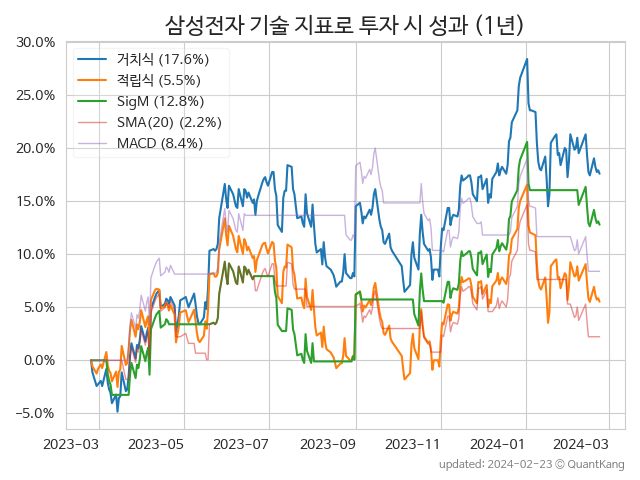 삼성전자 기술 지표로 투자 시 성과 (1년)
30.0%
25.0%
20.0%
15.0%
10.0%
5.0%
0.0%
−5.0%
거치식 (17.6%)
적립식 (5.5%)
SigM (12.8%)
SMA(20) (2.2%)
MACD (8.4%)
2023-03 2023-05 2023-07 2023-09 2023-11 2024-01 2024-03
updated: 2024-02-23 © QuantKang